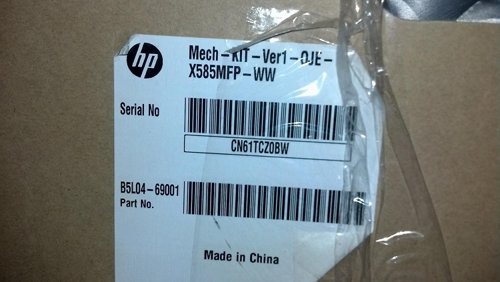 hp
Mech-KIT-Ver1-OJE-
X585MFP-WW
Serial No
CN61TCZ0BW
B5L04-69001
Part No.
Made in China